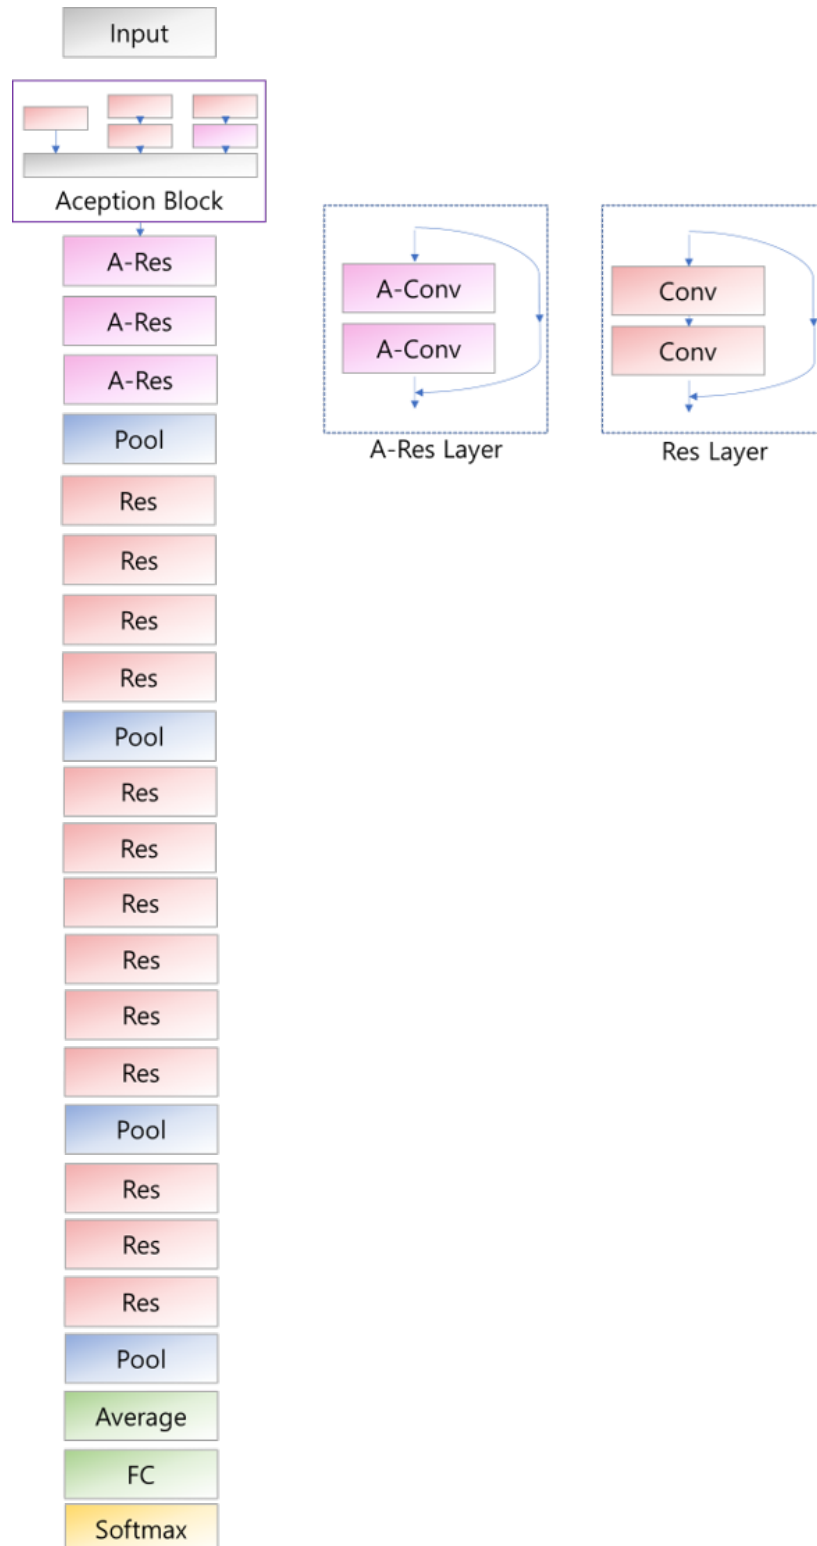 Input
Aception Block
A-Res
A-Res
A-Res
Pool
Res
Res
Res
Res
Pool
Res
Res
Res
Res
Res
Res
Pool
Res
Res
Res
Pool
Average
FC
Softmax
A-Conv
A-Conv
A-Res Layer
Conv
Conv
Res Layer